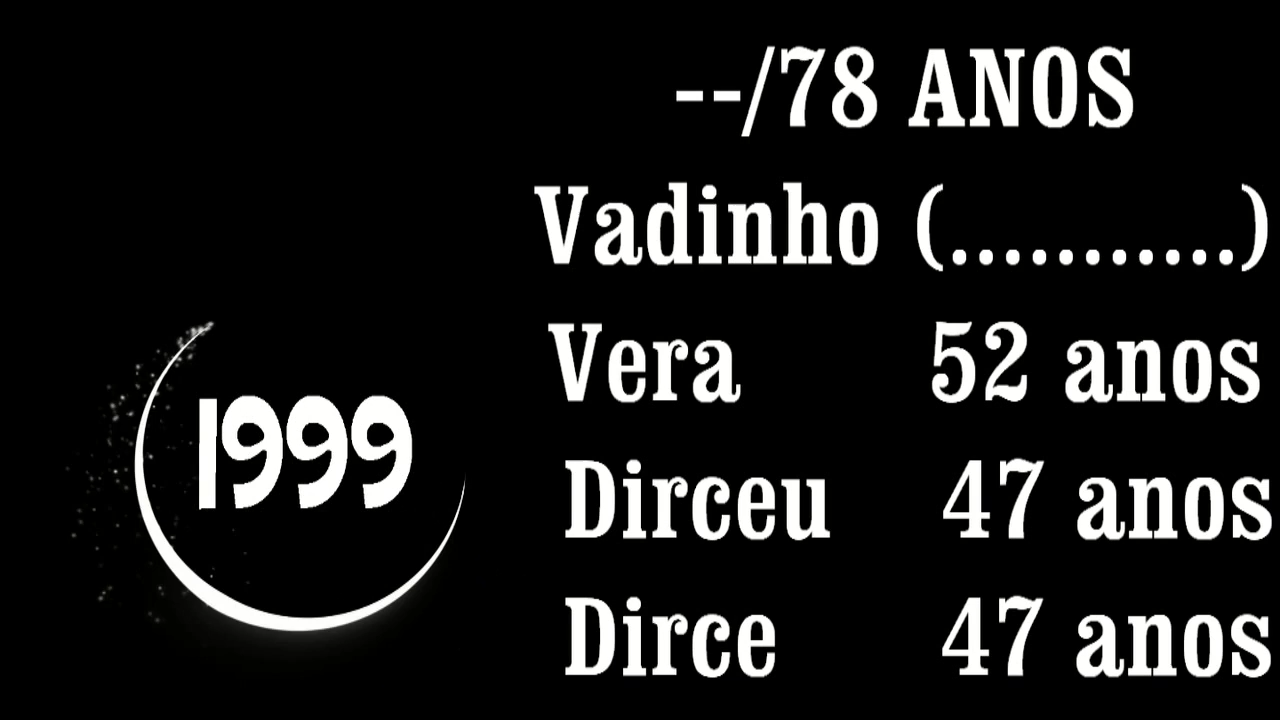 --/78 ANOS
Vadinho (...........)
Vera 52 anos
1999
Dirceu 47 anos
Dirce 47 anos